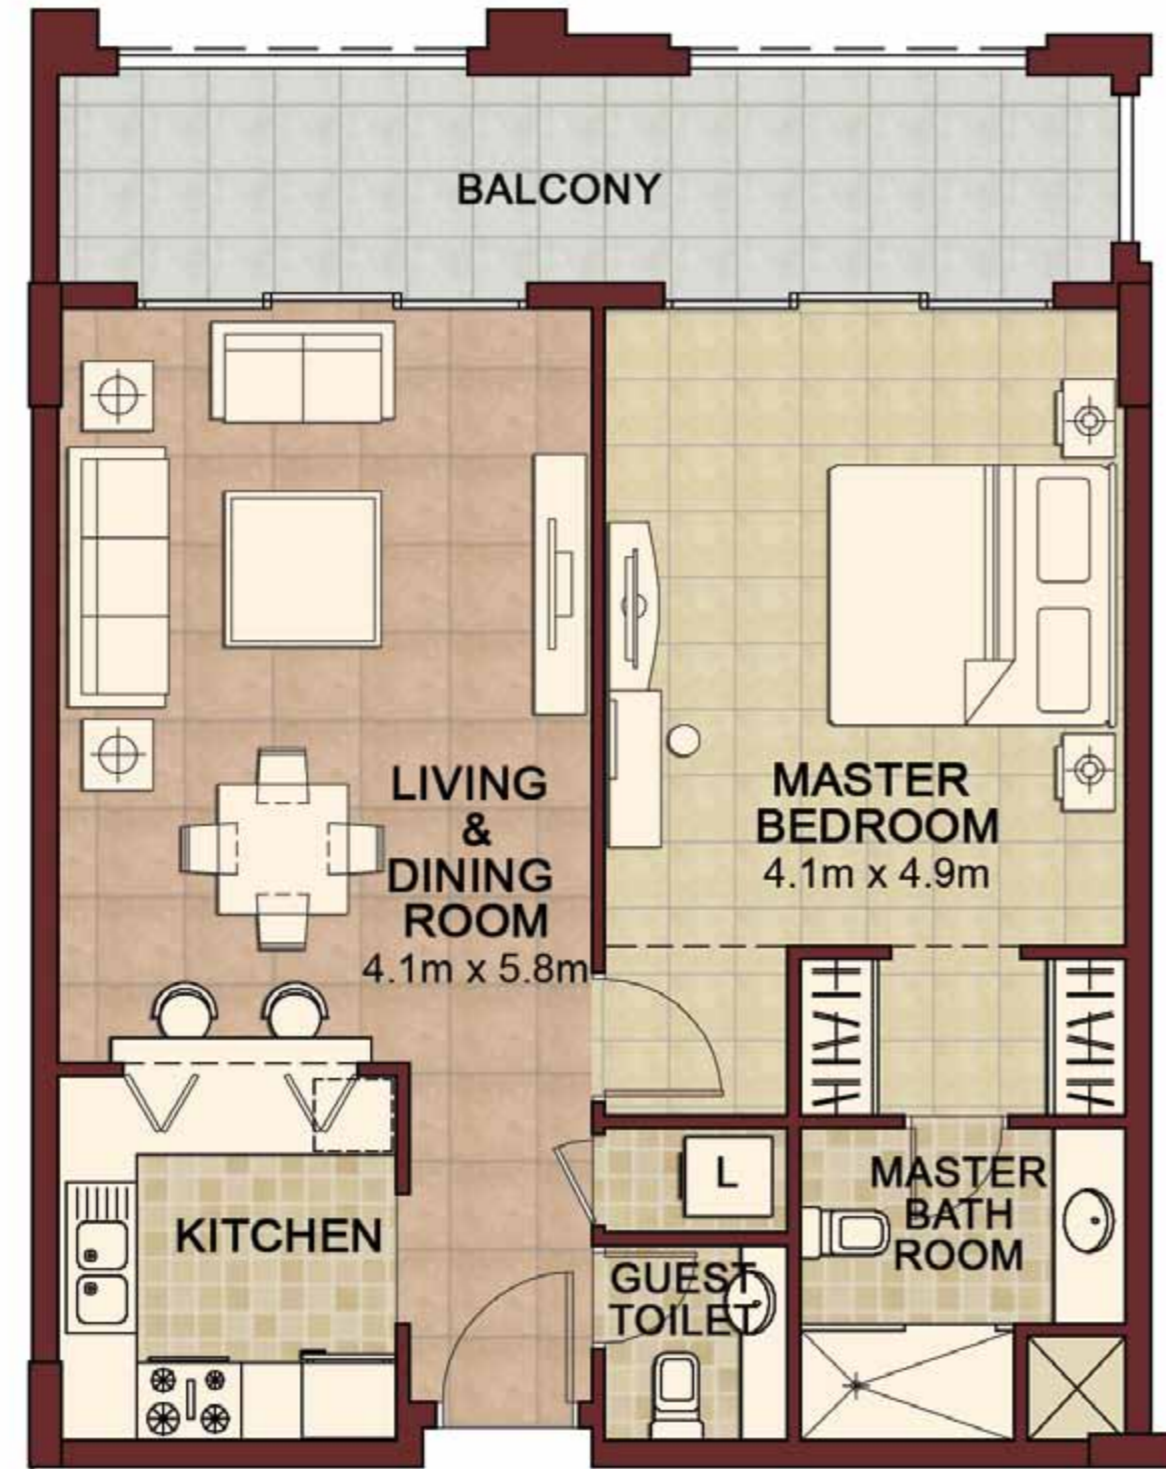 BALCONY
LIVING
&
DINING
ROOM
4.1m x 5.8m
MASTER
BEDROOM
4.1m x 4.9m
KITCHEN
L
GUEST
TOILET
MASTER
BATH
ROOM